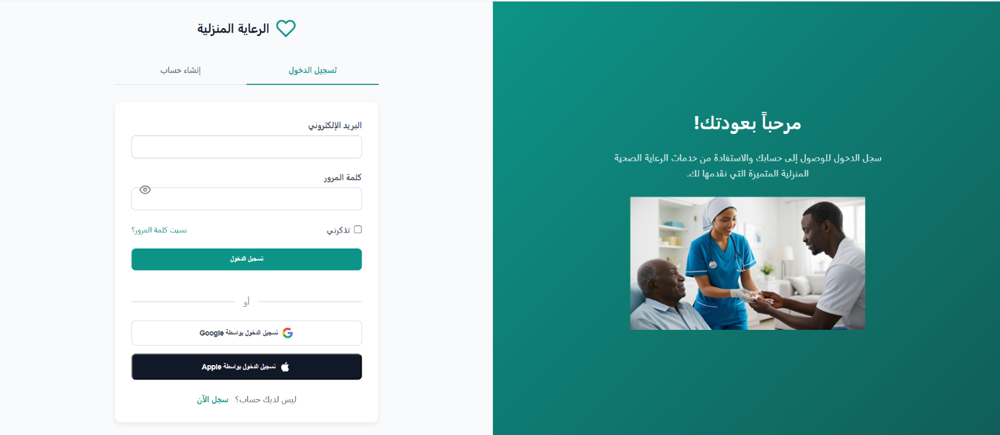 الرعاية المنزلية
تسجيل الدخول
إنشاء حساب
البريد الإلكتروني
كلمة المرور
تذكرني
نسيت كلمة المرور؟
تسجيل الدخول
أو
تسجيل الدخول بواسطة Google
تسجيل الدخول بواسطة Apple
ليس لديك حساب؟ سجل الآن
مرحباً بعودتك!
سجل الدخول للوصول إلى حسابك والاستفادة من خدمات الرعاية الصحية
المنزلية المتميزة التي نقدمها لك.